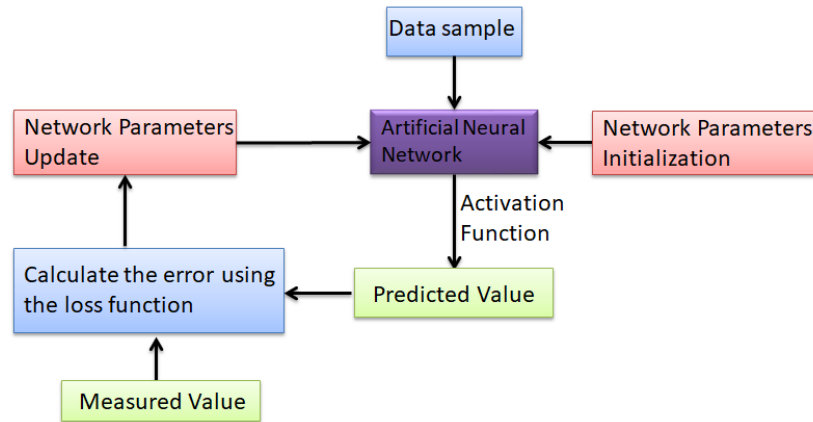 Data sample
Network Parameters
Update
Artificial Neural
Network
Network Parameters
Initialization
Activation
Function
Calculate the error using
the loss function
Predicted Value
Measured Value